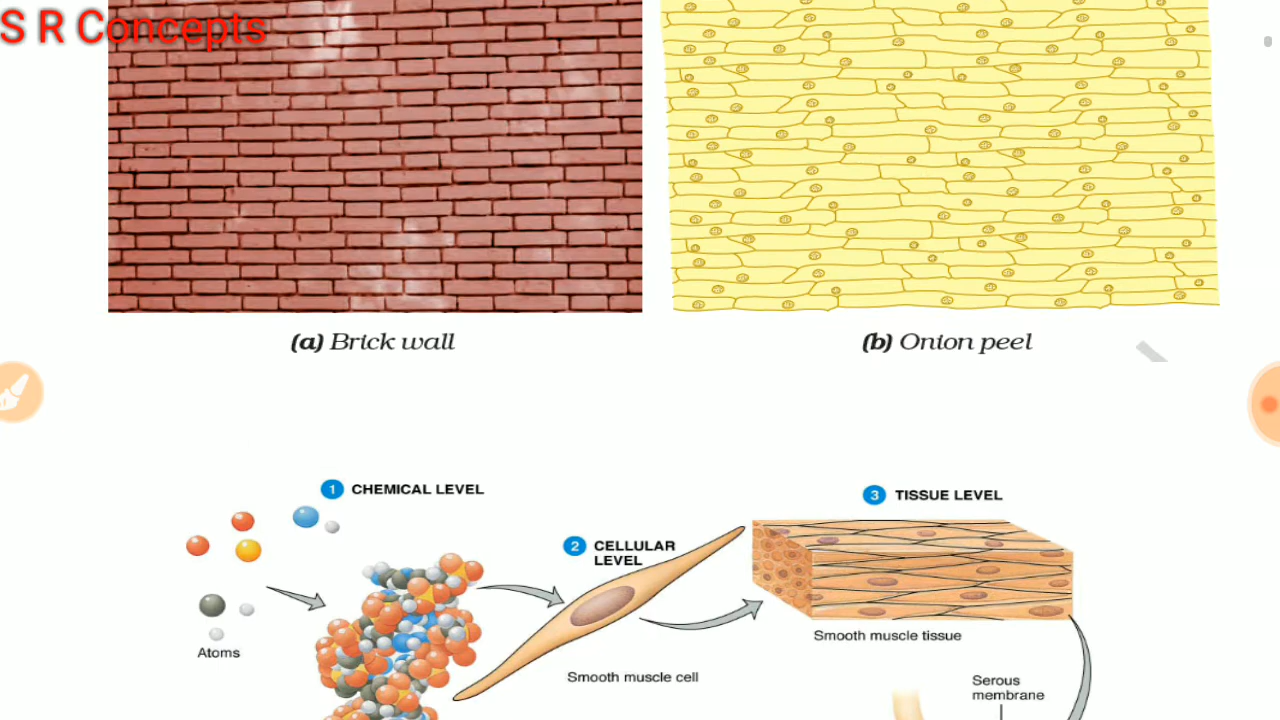 S R Concepts
(a) Brick wall
(b) Onion peel
1 CHEMICAL LEVEL
3 TISSUE LEVEL
2 CELLULAR
LEVEL
Atoms
Smooth muscle cell
Smooth muscle tissue
Serous
membrane